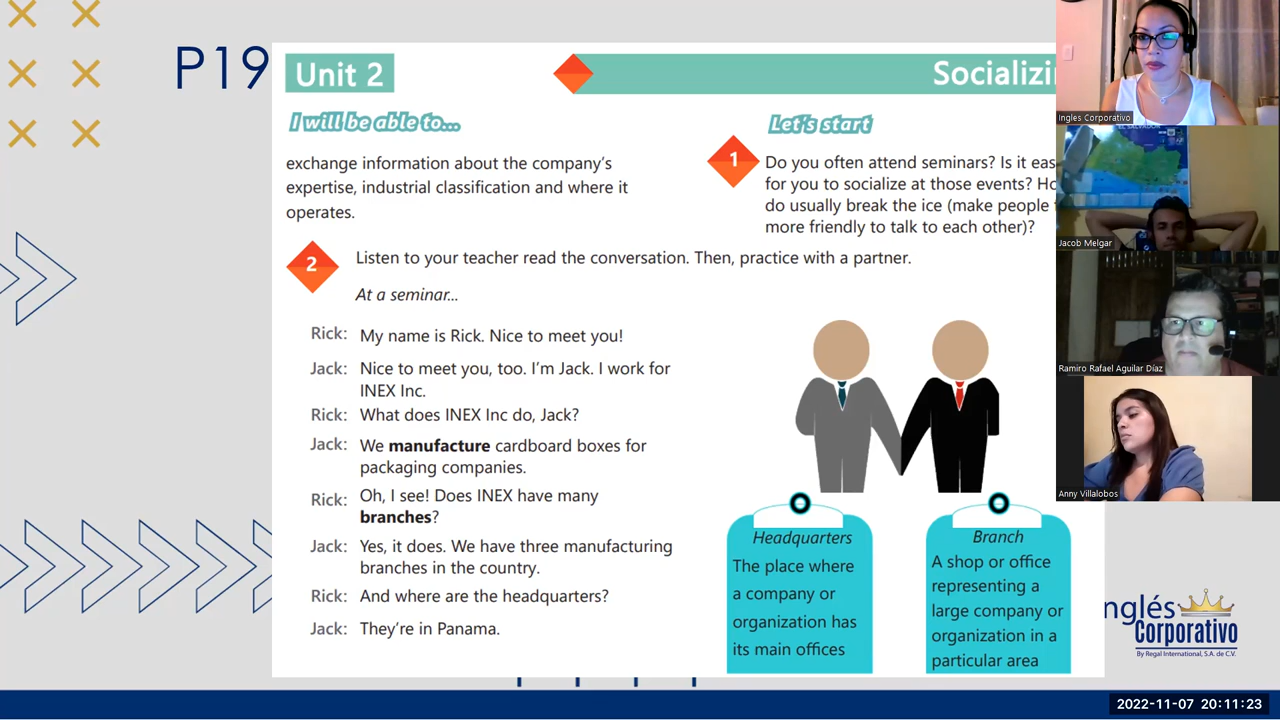 P19
Unit 2
I will be able to...
exchange information about the company's
expertise, industrial classification and where it
operates.
Let's start
1
Do you often attend seminars? Is it
for you to socialize at those events?
do usually break the ice (make people
more friendly to talk to each other)?
2
Listen to your teacher read the conversation. Then, practice with a partner.
At a seminar...
Rick: My name is Rick. Nice to meet you!
Jack: Nice to meet you, too. I'm Jack. I work for
INEX Inc.
Rick: What does INEX Inc do, Jack?
Jack: We manufacture cardboard boxes for
packaging companies.
Rick: Oh, I see! Does INEX have many
branches?
Jack: Yes, it does. We have three manufacturing
branches in the country.
Rick: And where are the headquarters?
Jack: They're in Panama.
Headquarters
The place where
a company or
organization has
its main offices
Branch
A shop or office
representing a
large company or
organization in a
particular area
Ingles Corporativo
EL SALVADOR
Jacob Melgar
Ramiro Rafael Aguilar Díaz
Anny Villalobos
nglés
Corporativo
By Regal International, S.A. de C.V.
2022-11-07 20:11:23